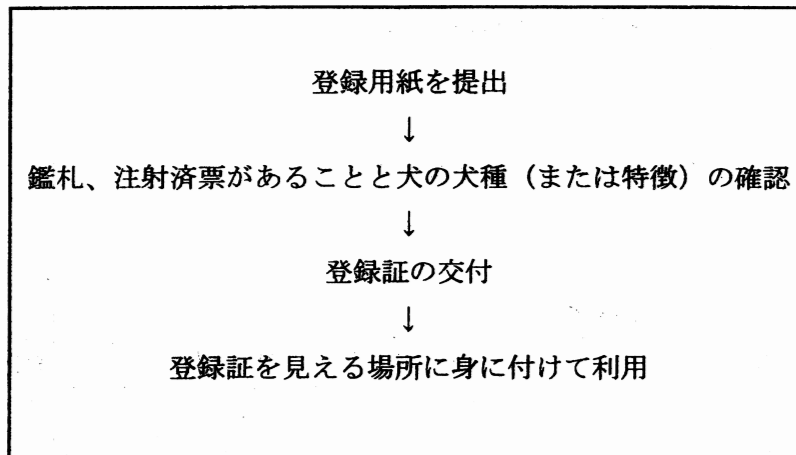 登録用紙を提出
↓
鑑札、注射済票があることと犬の犬種（または特徴）の確認
↓
登録証の交付
↓
登録証を見える場所に身に付けて利用